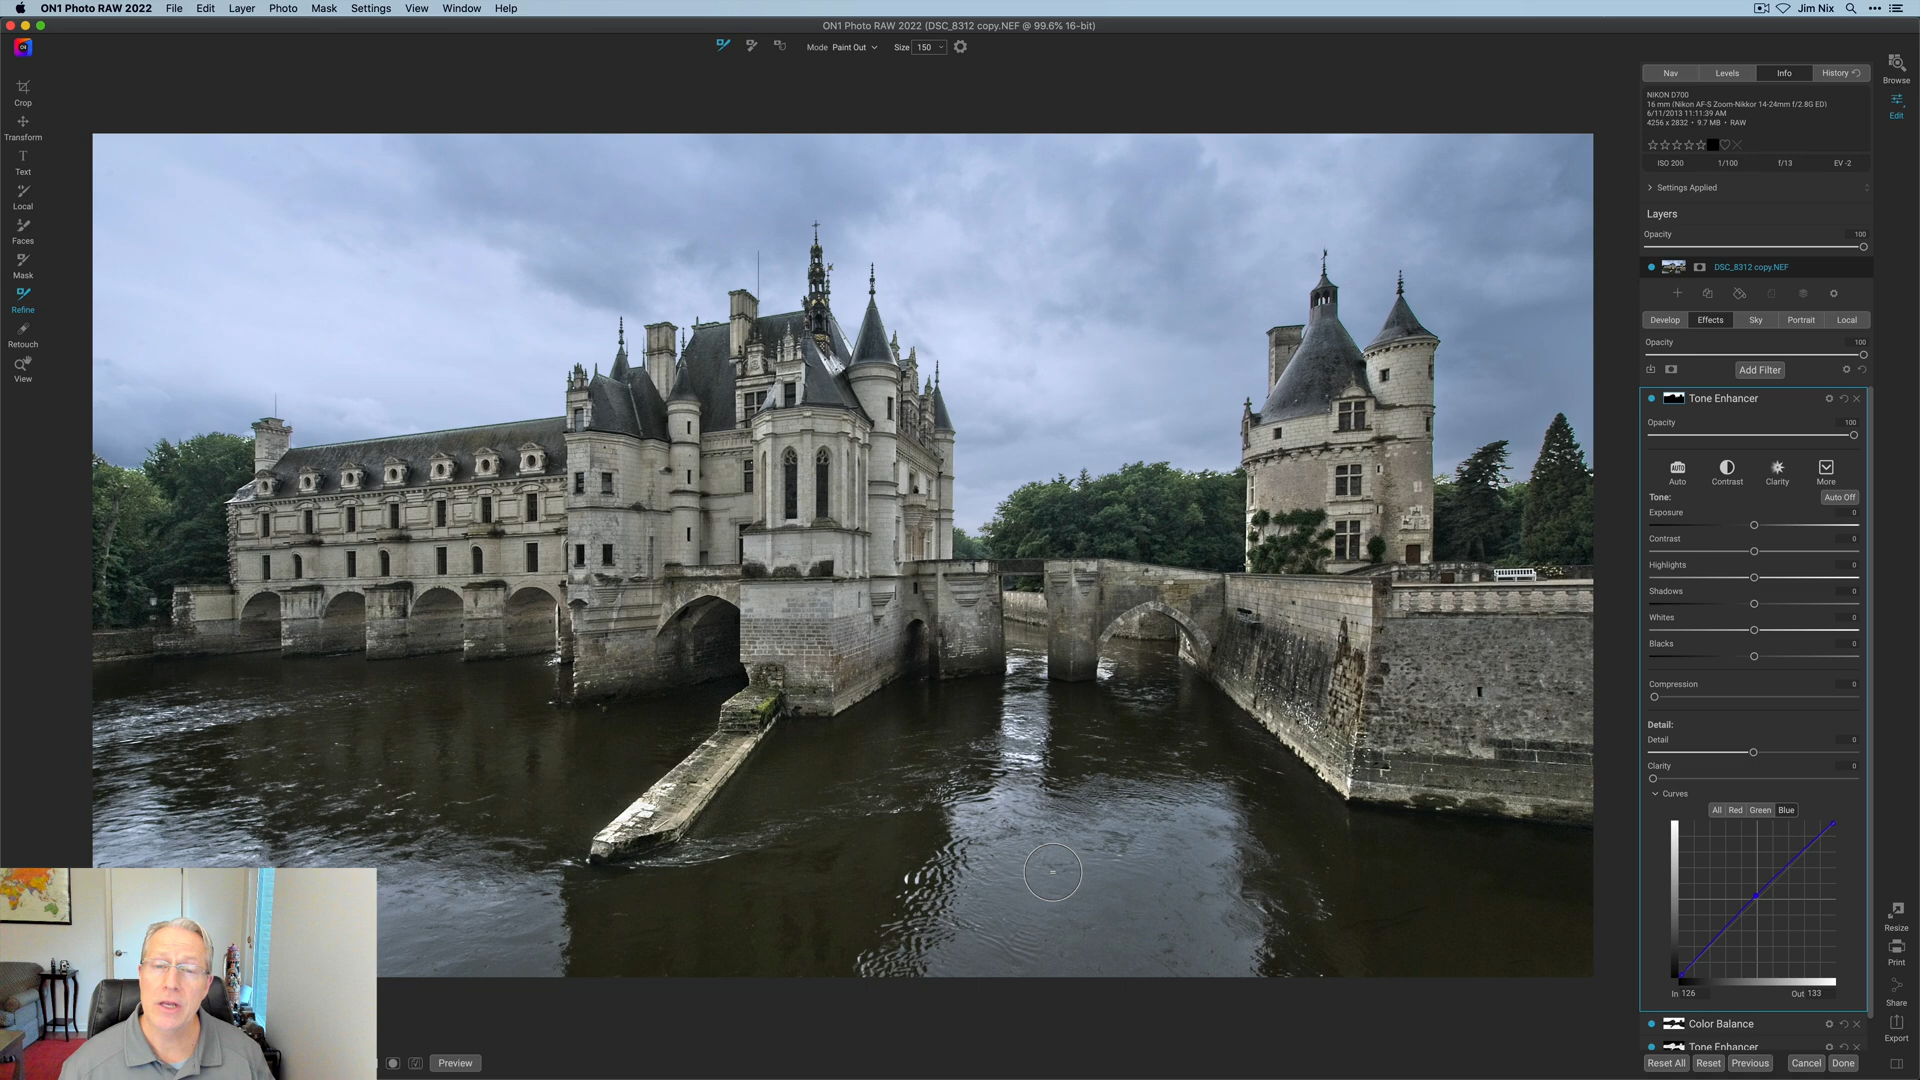 ON1 Photo RAW 2022 File Edit Layer Photo Mask Settings View Window Help Jim Nix
ON1 Photo RAW 2022 (DSC_8312 copy.NEF @ 99.6% 16-bit)
Mode Paint Out Size 150
Crop
Transform
Text
Local
Faces
Mask
Refine
Retouch
View
Nav Levels Info History
NIKON D700
16 mm (Nikon AF-S Zoom-Nikkor 14-24mm f/2.8G ED)
6/11/2013 11:11:39 AM
4256 x 2832 • 9.7 MB • RAW
ISO 200 1/100 f/13 EV -2
Settings Applied
Layers
Opacity 100
DSC_8312 copy.NEF
Develop Effects Sky Portrait Local
Opacity 100
Add Filter
Tone Enhancer
Opacity 100
AUTO
Auto Contrast Clarity More
Tone: Auto Off
Exposure 0
Contrast 0
Highlights 0
Shadows 0
Whites 0
Blacks 0
Compression 0
Detail:
Detail 0
Clarity 0
Curves
All Red Green Blue
In 126 Out 133
Color Balance
Tone Enhancer
Reset All Reset Previous Cancel Done
Browse
Edit
Resize
Print
Share
Export
Preview